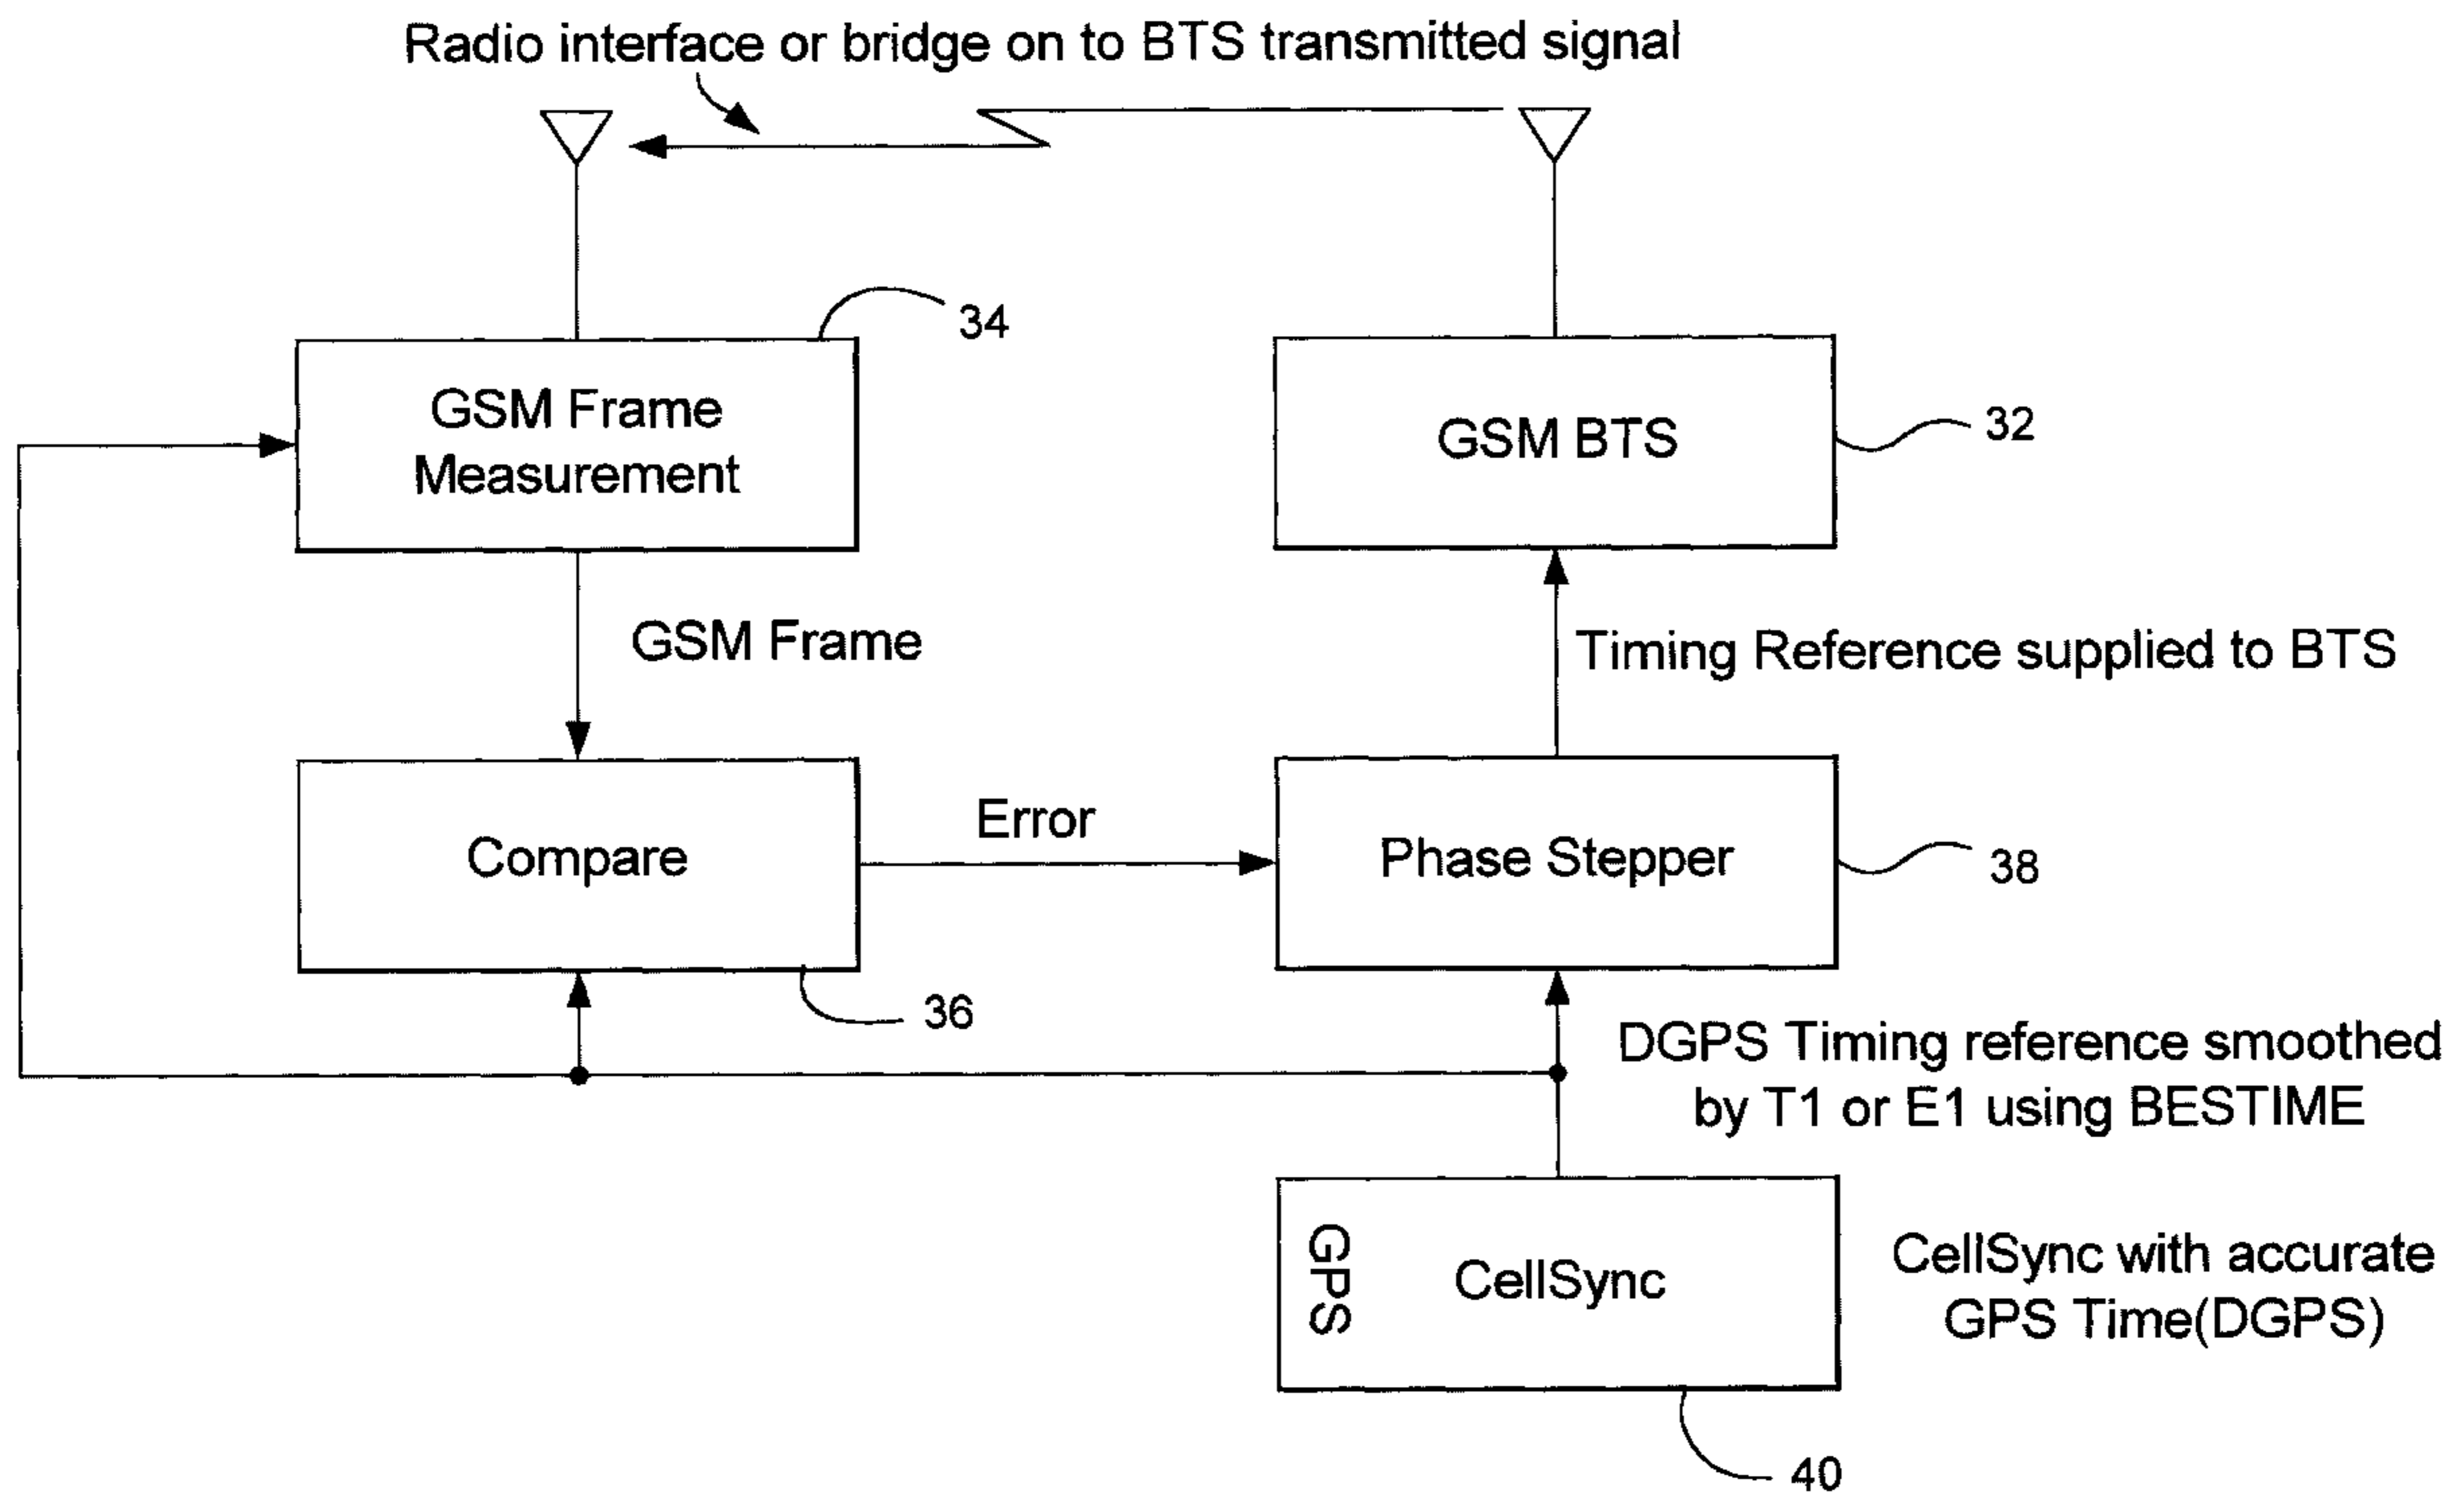 Radio interface or bridge on to BTS transmitted signal
34
GSM Frame
Measurement
GSM BTS
32
GSM Frame
Timing Reference supplied to BTS
Compare
Error
Phase Stepper
38
36
DGPS Timing reference smoothed
by T1 or E1 using BESTIME
GPS
CellSync
CellSync with accurate
GPS Time(DGPS)
40